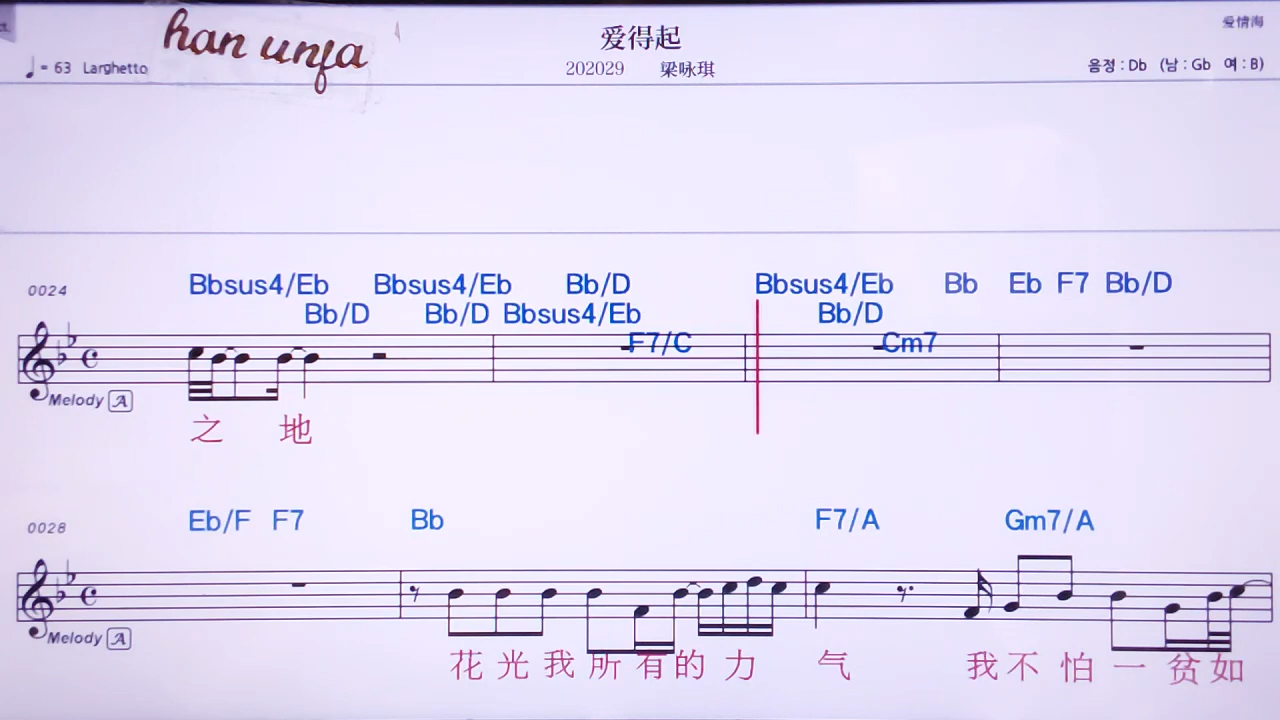 han unfa
爱得起
爱情海
♩= 63 Larghetto
202029 梁咏琪
음정 : Db (남 : Gb 여 : B)
0024
Bbsus4/Eb Bbsus4/Eb Bb/D Bbsus4/Eb Bb Eb F7 Bb/D
Bb/D Bb/D Bbsus4/Eb Bb/D
F7/C Cm7
Melody A
之 地
0028
Eb/F F7 Bb F7/A Gm7/A
Melody A
花 光 我 所 有 的 力 气 我 不 怕 一 贫 如